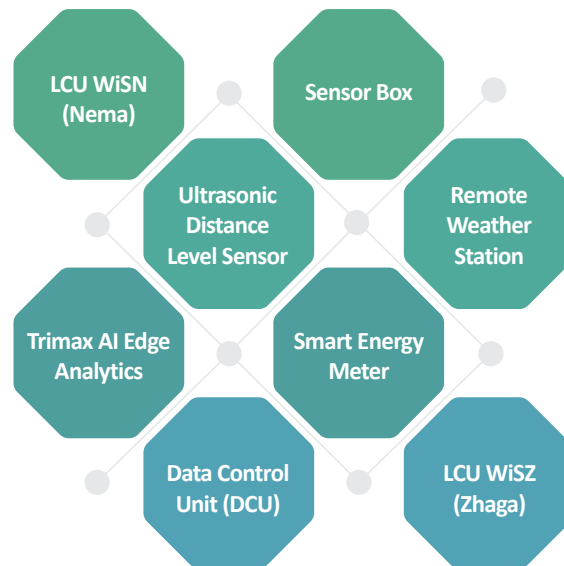 LCU WiSN
(Nema)
Sensor Box
Ultrasonic
Distance
Level Sensor
Remote
Weather
Station
Trimax AI Edge
Analytics
Smart Energy
Meter
Data Control
Unit (DCU)
LCU WiSZ
(Zhaga)